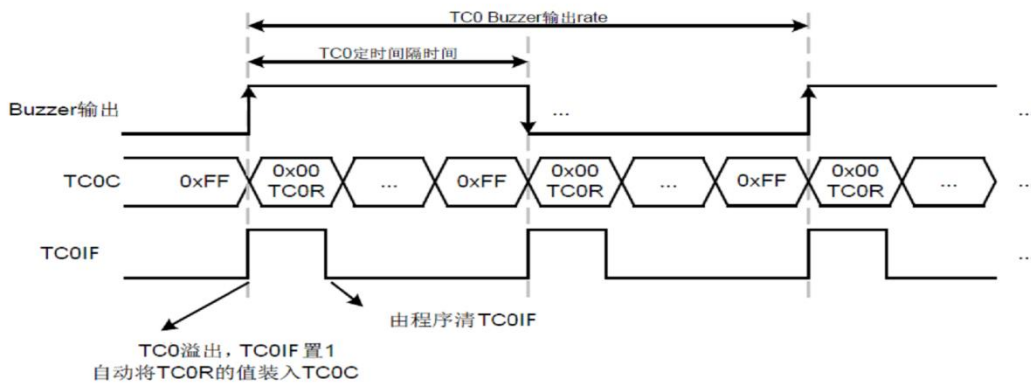 TC0 Buzzer输出rate
TC0定时间隔时间
Buzzer输出
...
...
TC0C
0xFF
0x00
TC0R
...
0xFF
0x00
TC0R
...
0xFF
0x00
TC0R
...
...
TC0IF
...
由程序清TC0IF
TC0溢出，TC0IF置1
自动将TC0R的值装入TC0C